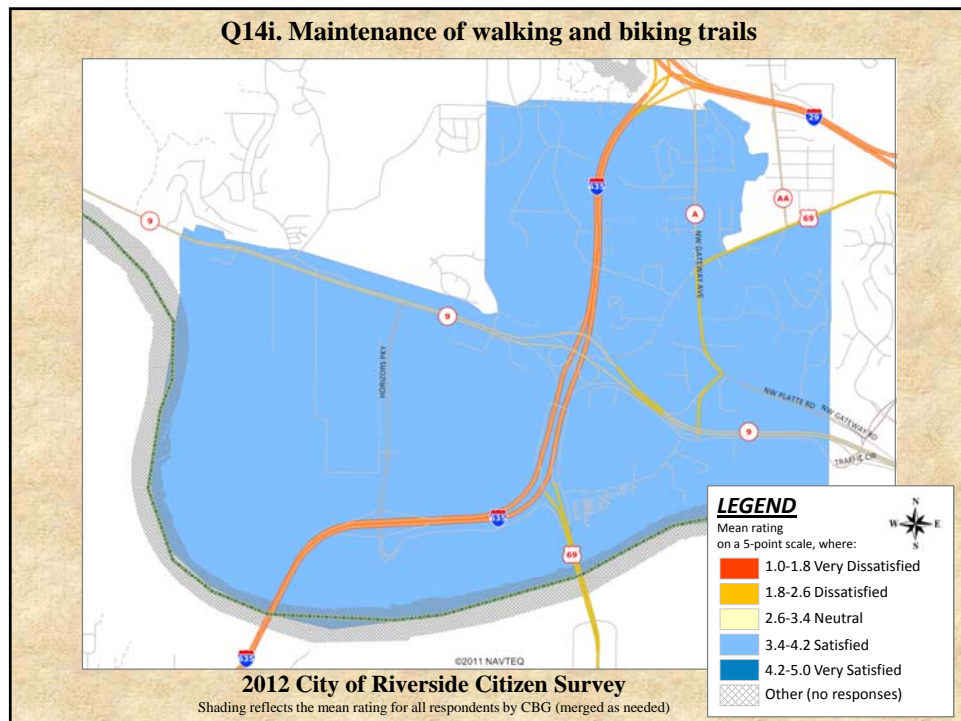 Q14i. Maintenance of walking and biking trails
29
635
9
A
AA
69
NW GATEWAY AVE
9
HORIZONS PKY
NW PLATTE RD
NW GATEWAY RD
9
TRAFFIC CIR
635
69
635
©2011 NAVTEQ
LEGEND
Mean rating
on a 5-point scale, where:
N
W E
S
1.0-1.8 Very Dissatisfied
1.8-2.6 Dissatisfied
2.6-3.4 Neutral
3.4-4.2 Satisfied
4.2-5.0 Very Satisfied
Other (no responses)
2012 City of Riverside Citizen Survey
Shading reflects the mean rating for all respondents by CBG (merged as needed)